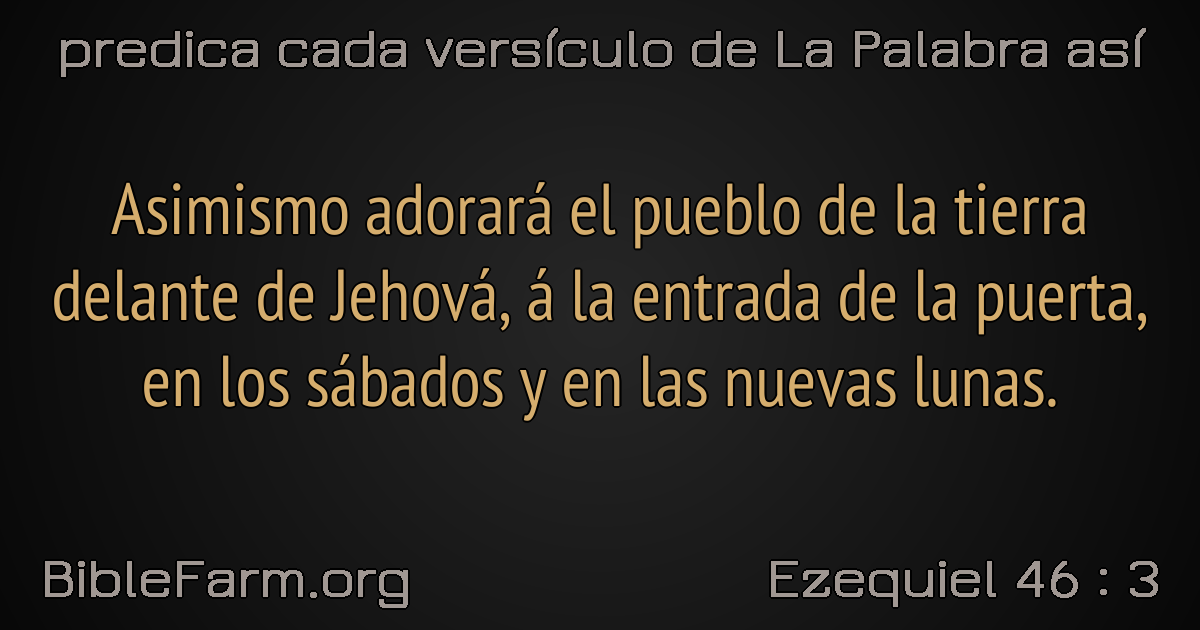 predica cada versículo de La Palabra así
Asimismo adorará el pueblo de la tierra
delante de Jehová, á la entrada de la puerta,
en los sábados y en las nuevas lunas.
BibleFarm.org
Ezequiel 46 : 3